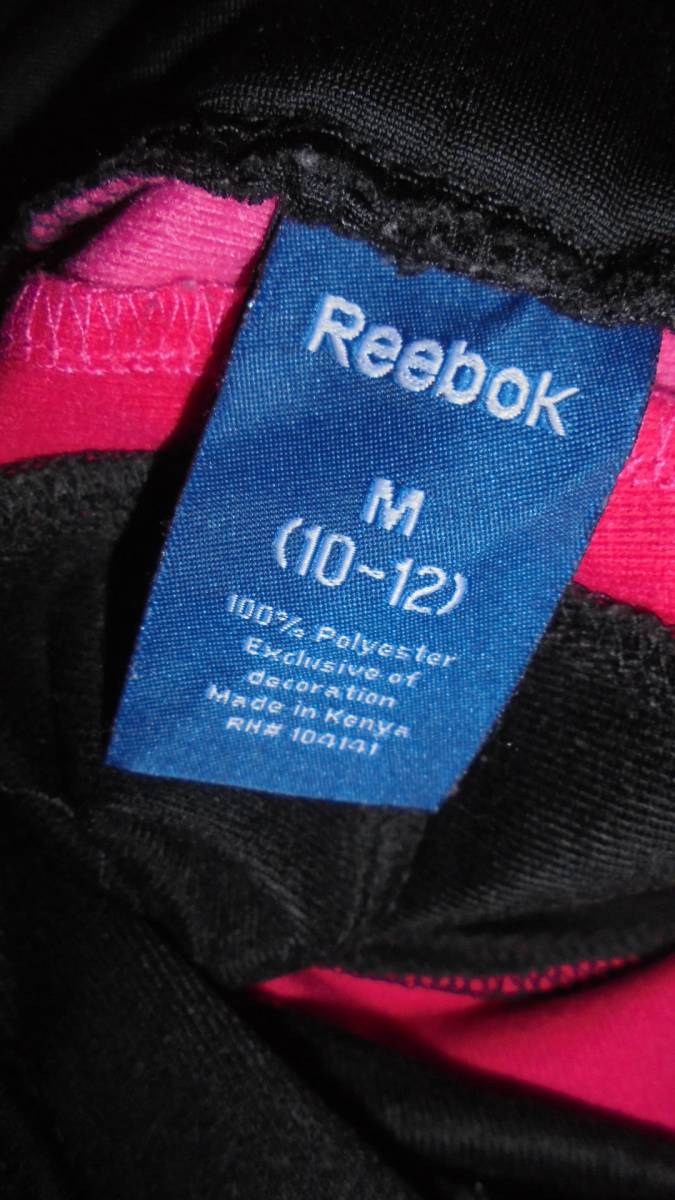 Reebok
M
(10-12)
100% Polyester
Exclusive of
decoration
Made in Kenya
RN# 104141